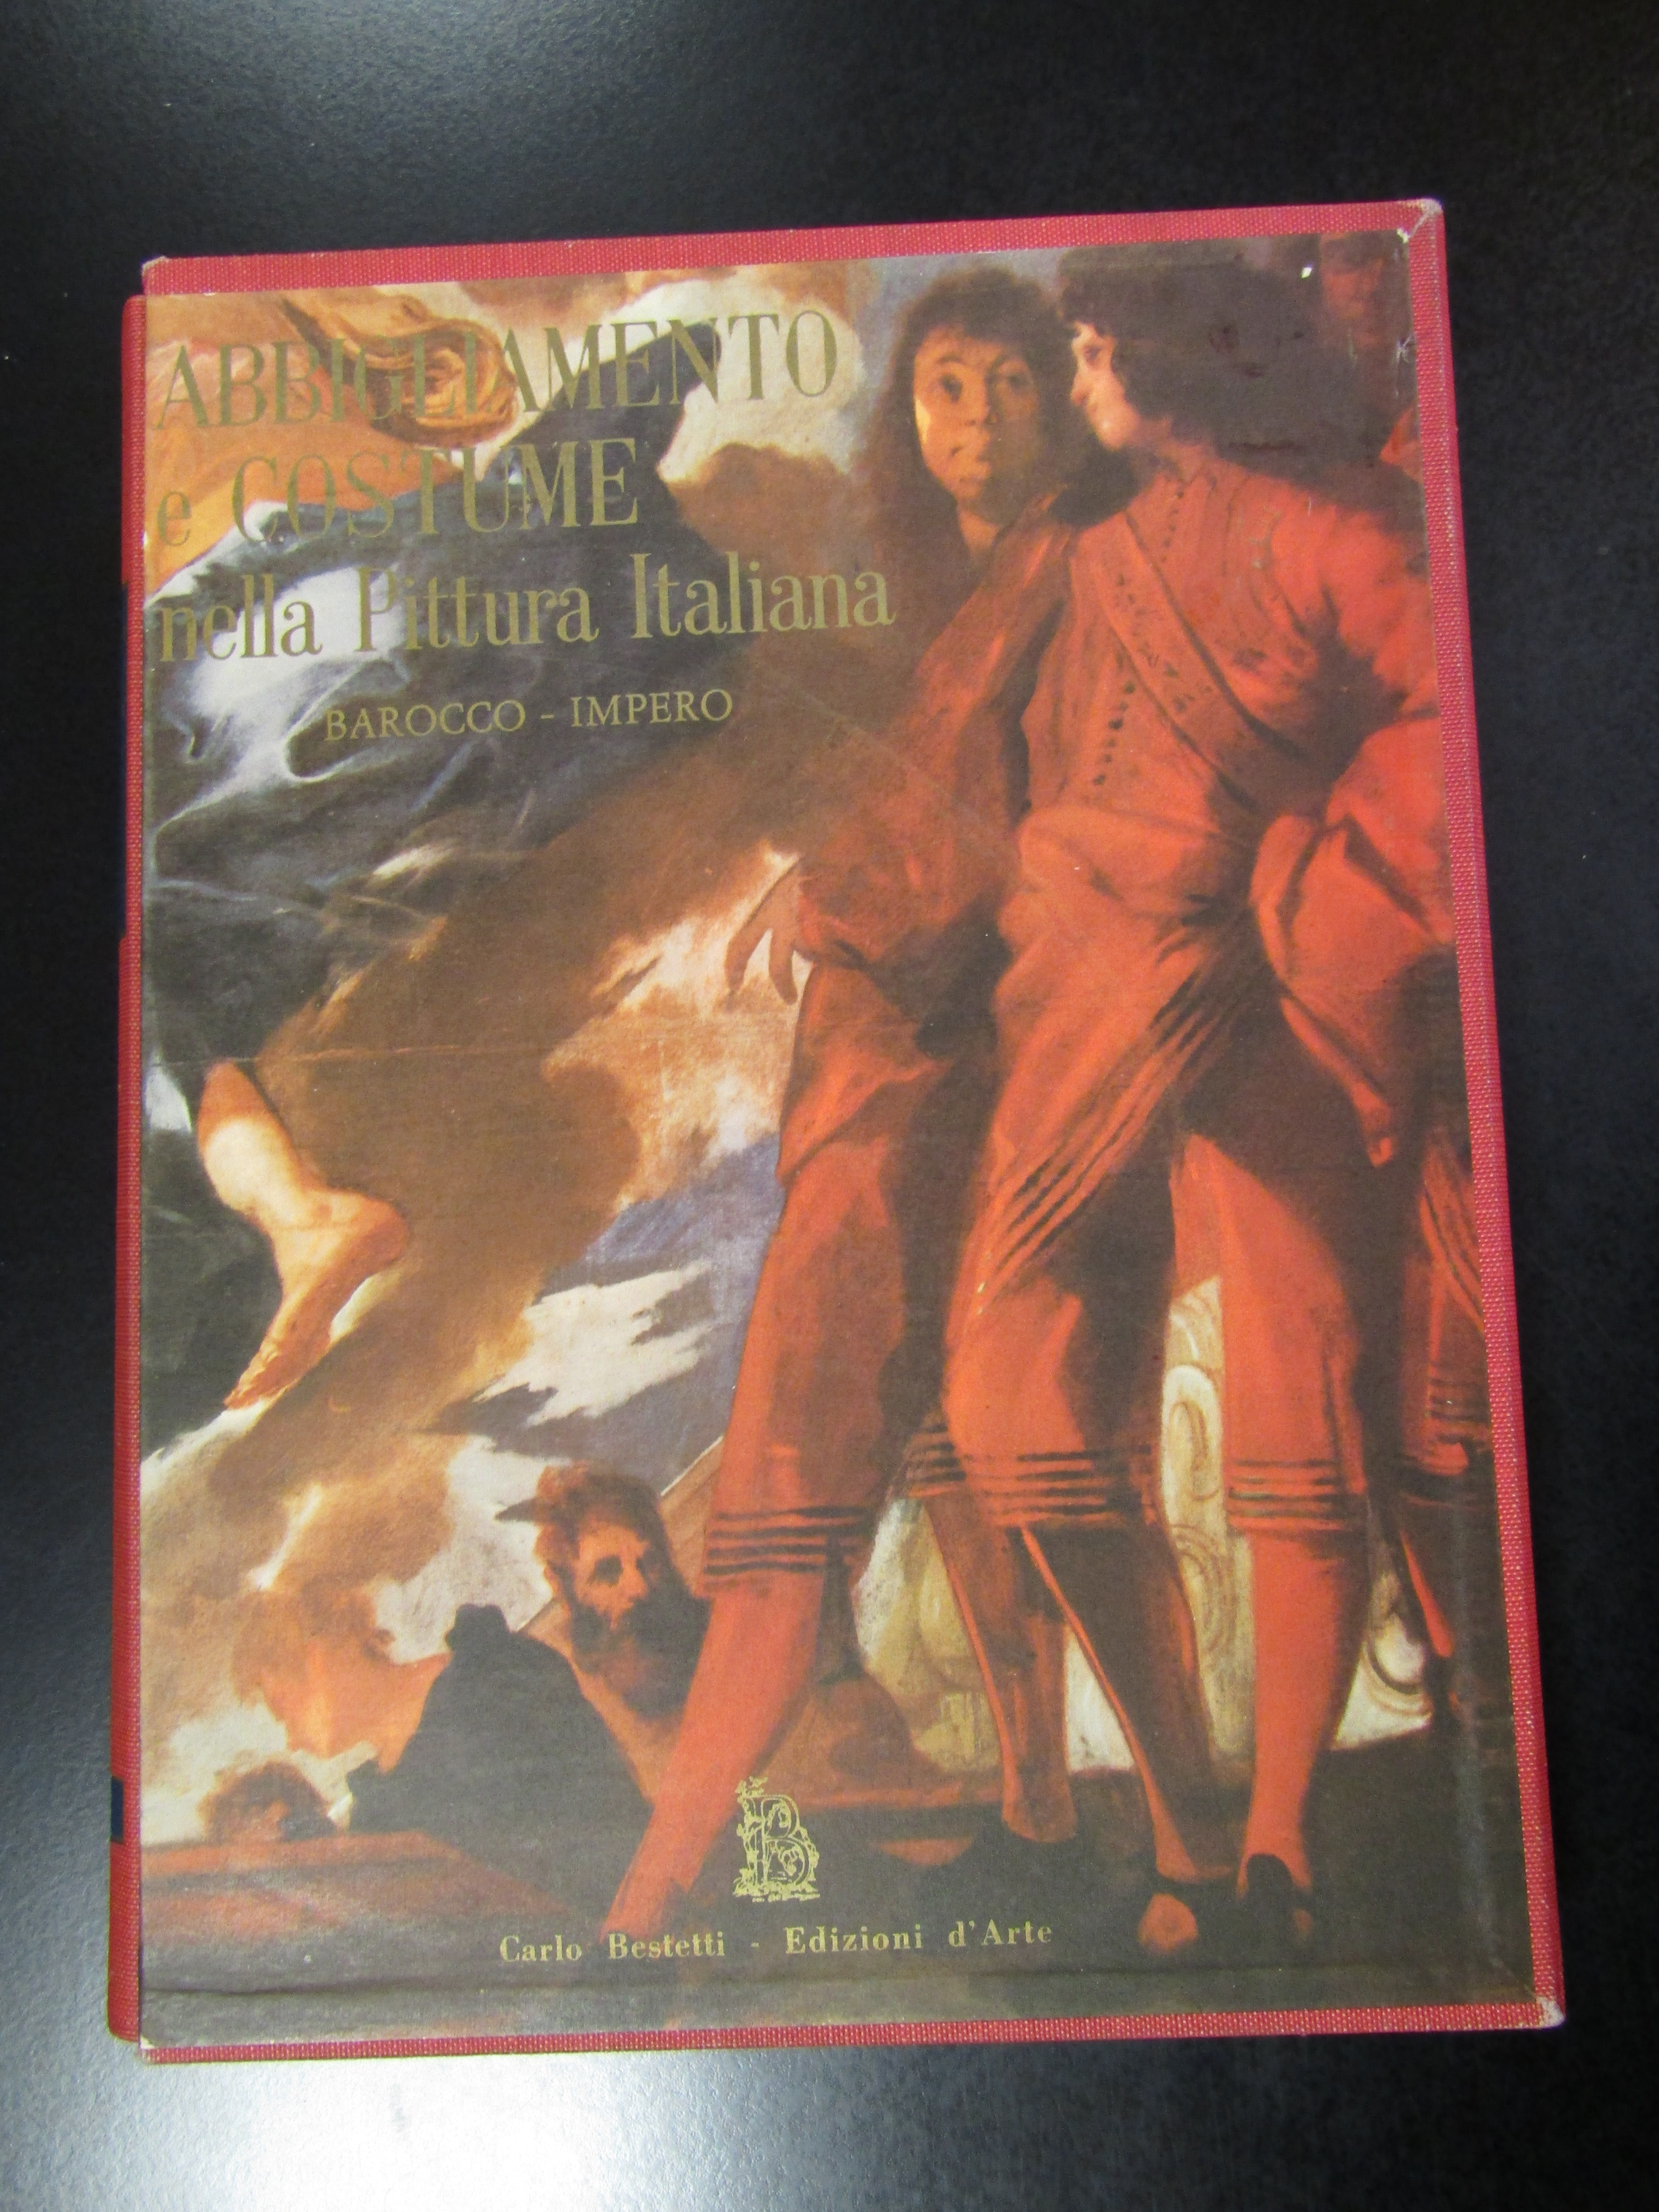 ABBIGLIAMENTO
e COSTUME
nella Pittura Italiana
BAROCCO - IMPERO
B
Carlo Bestetti - Edizioni d'Arte